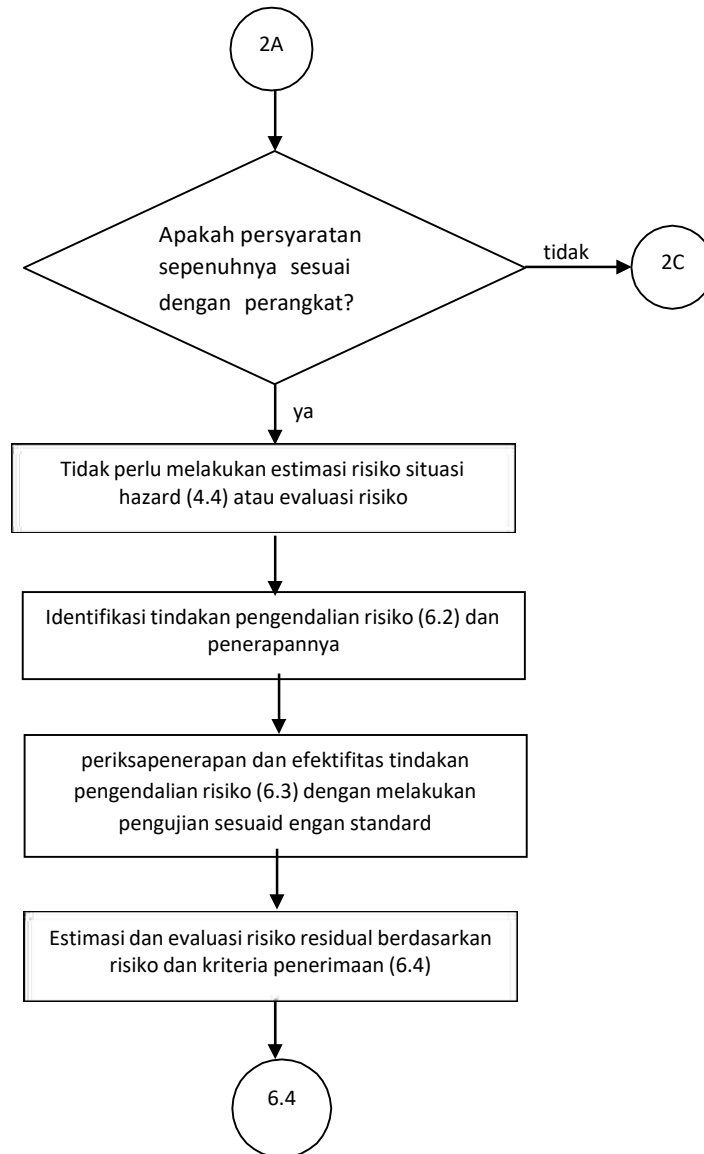 2A
Apakah persyaratan
sepenuhnya sesuai
dengan perangkat?
tidak
2C
ya
Tidak perlu melakukan estimasi risiko situasi
hazard (4.4) atau evaluasi risiko
Identifikasi tindakan pengendalian risiko (6.2) dan
penerapannya
periksapenerapan dan efektifitas tindakan
pengendalian risiko (6.3) dengan melakukan
pengujian sesuaid engan standard
Estimasi dan evaluasi risiko residual berdasarkan
risiko dan kriteria penerimaan (6.4)
6.4